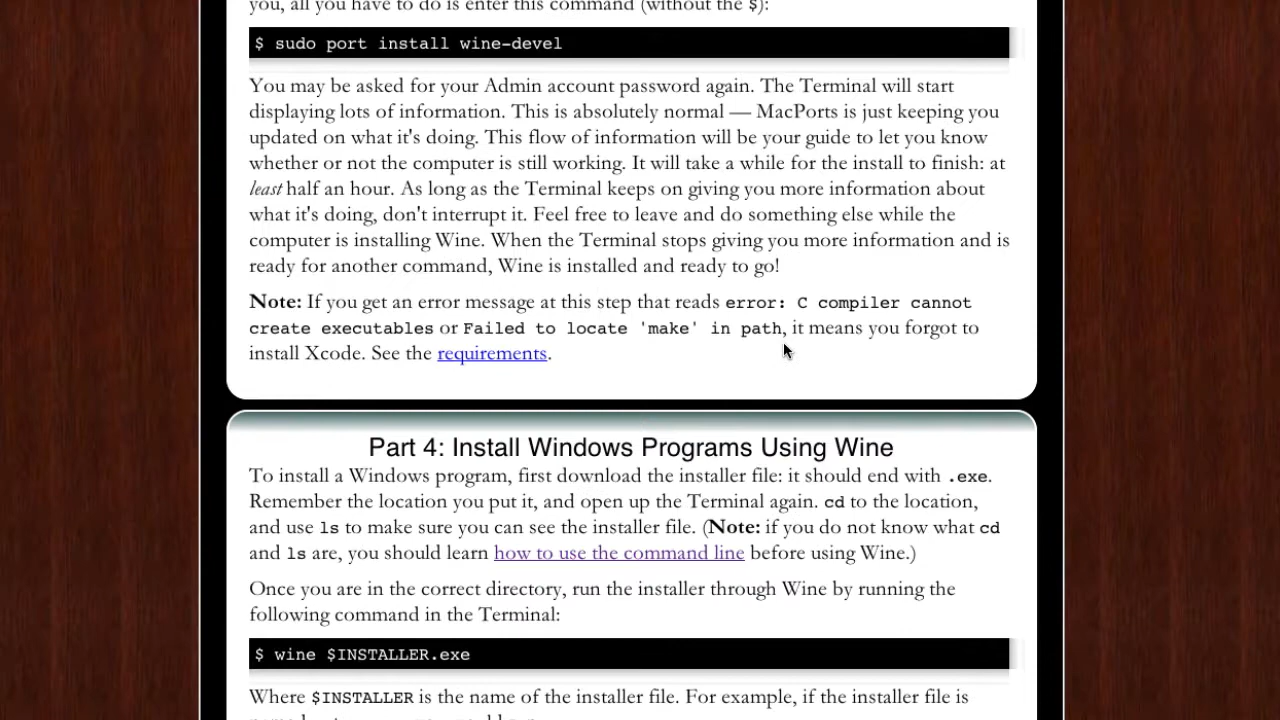 you, all you have to do is enter this command (without the $):
$ sudo port install wine-devel
You may be asked for your Admin account password again. The Terminal will start
displaying lots of information. This is absolutely normal — MacPorts is just keeping you
updated on what it's doing. This flow of information will be your guide to let you know
whether or not the computer is still working. It will take a while for the install to finish: at
least half an hour. As long as the Terminal keeps on giving you more information about
what it's doing, don't interrupt it. Feel free to leave and do something else while the
computer is installing Wine. When the Terminal stops giving you more information and is
ready for another command, Wine is installed and ready to go!
Note: If you get an error message at this step that reads error: C compiler cannot
create executables or Failed to locate 'make' in path, it means you forgot to
install Xcode. See the requirements.
Part 4: Install Windows Programs Using Wine
To install a Windows program, first download the installer file: it should end with .exe.
Remember the location you put it, and open up the Terminal again. cd to the location,
and use ls to make sure you can see the installer file. (Note: if you do not know what cd
and ls are, you should learn how to use the command line before using Wine.)
Once you are in the correct directory, run the installer through Wine by running the
following command in the Terminal:
$ wine $INSTALLER.exe
Where $INSTALLER is the name of the installer file. For example, if the installer file is